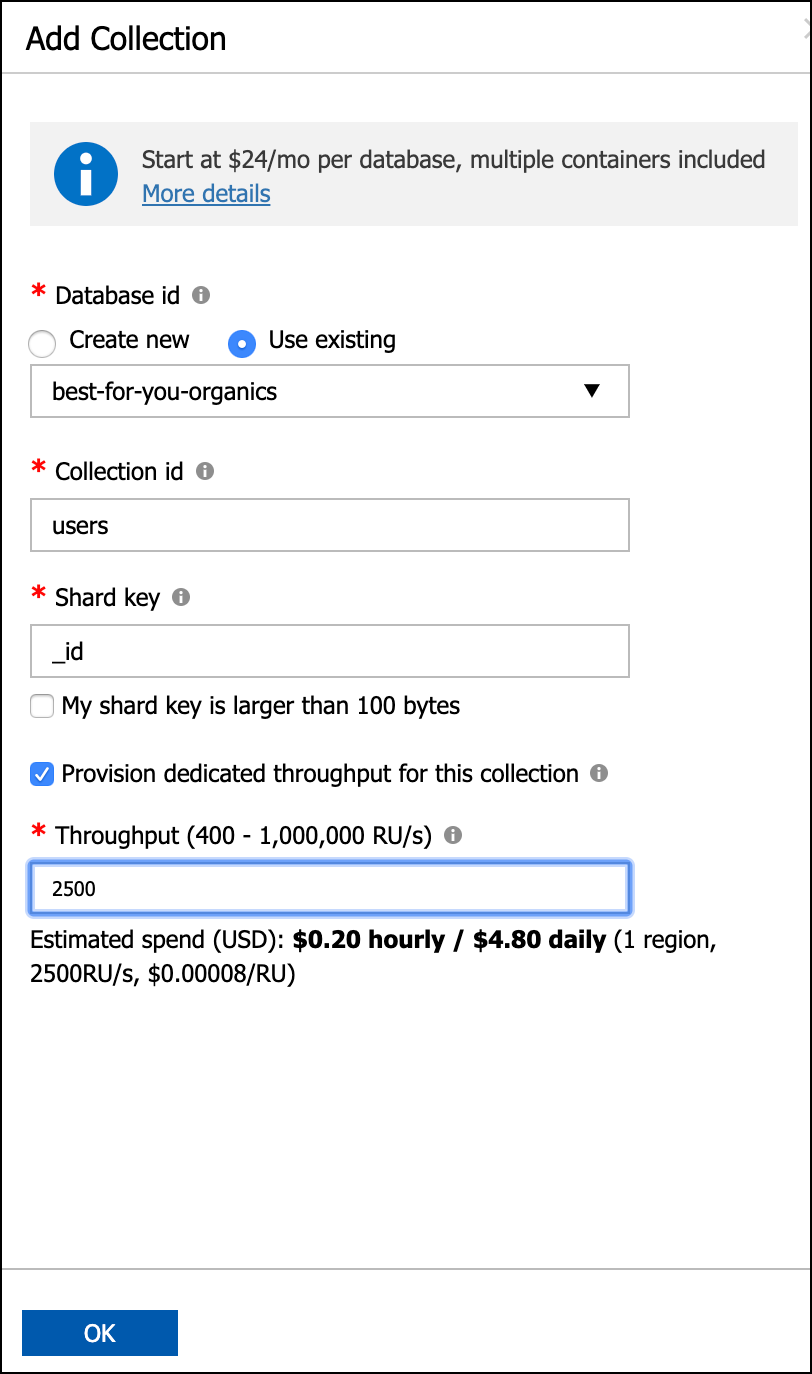 Add Collection
Start at $24/mo per database, multiple containers included
More details
* Database id
Create new Use existing
best-for-you-organics
* Collection id
users
* Shard key
_id
My shard key is larger than 100 bytes
Provision dedicated throughput for this collection
* Throughput (400 - 1,000,000 RU/s)
2500
Estimated spend (USD): $0.20 hourly / $4.80 daily (1 region,
2500RU/s, $0.00008/RU)
OK